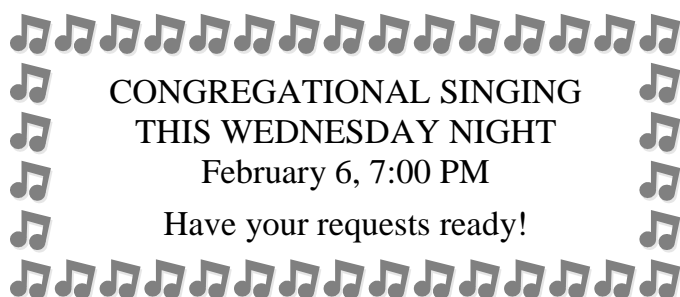 CONGREGATIONAL SINGING
THIS WEDNESDAY NIGHT
February 6, 7:00 PM
Have your requests ready!